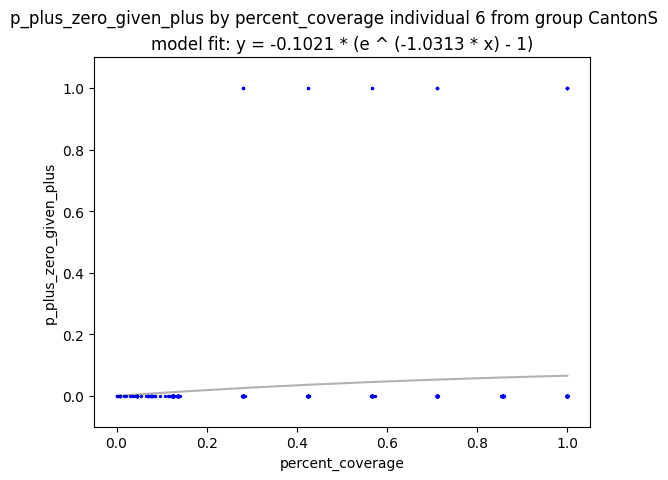 p_plus_zero_given_plus by percent_coverage individual 6 from group CantonS
model fit: y = -0.1021 * (e ^ (-1.0313 * x) - 1)
1.0
0.8
0.6
0.4
0.2
0.0
p_plus_zero_given_plus
0.0 0.2 0.4 0.6 0.8 1.0
percent_coverage